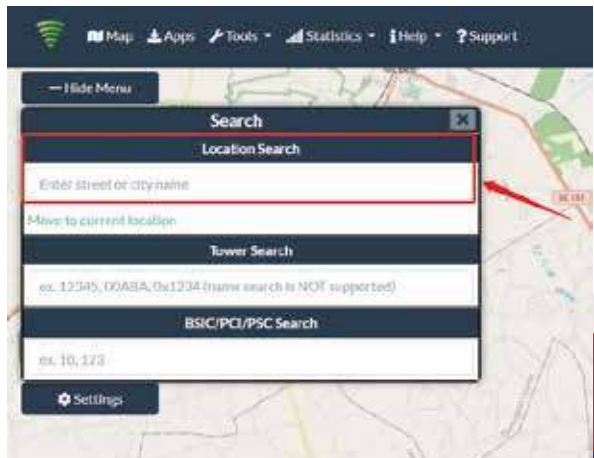 Map Apps Tools Statistics Help ? Support
Hide Menu
Search
Location Search
Enter street or city name
Move to current location
Tower Search
ex. 12345, 00ABA, 0x1234 (name search is NOT supported)
BSIC/PCI/PSC Search
ex. 10, 123
Settings